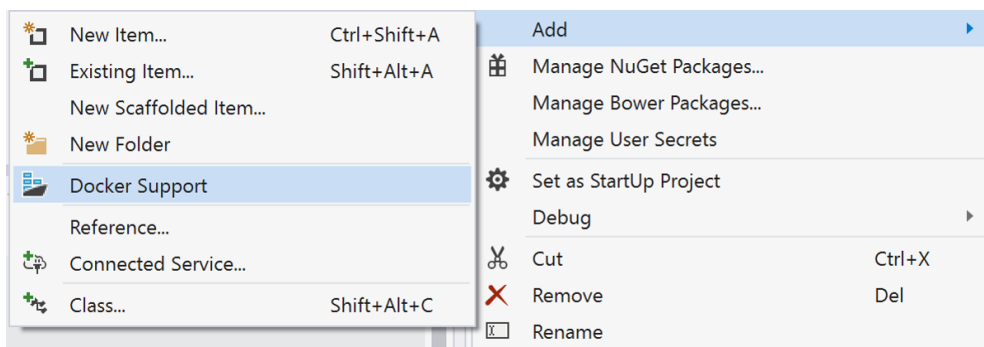 New Item... Ctrl+Shift+A
Existing Item... Shift+Alt+A
New Scaffolded Item...
New Folder
Docker Support
Reference...
Connected Service...
Class... Shift+Alt+C
Add
Manage NuGet Packages...
Manage Bower Packages...
Manage User Secrets
Set as StartUp Project
Debug
Cut Ctrl+X
Remove Del
Rename